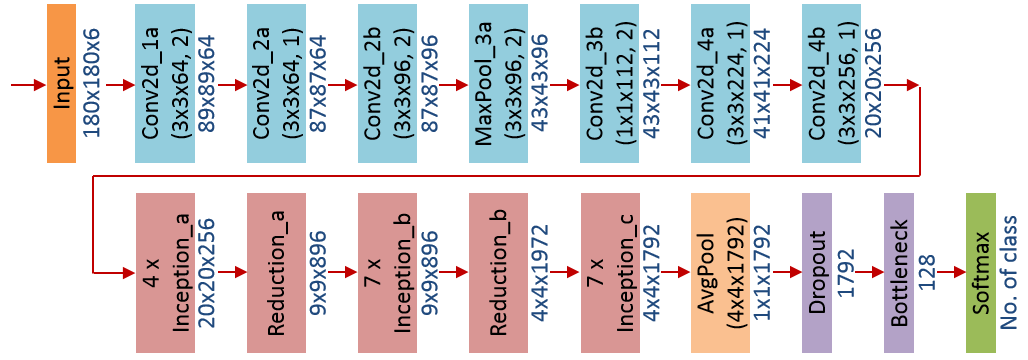 Input
180x180x6
Conv2d_1a
(3x3x64, 2)
89x89x64
Conv2d_2a
(3x3x64, 1)
87x87x64
Conv2d_2b
(3x3x96, 2)
87x87x96
MaxPool_3a
(3x3x96, 2)
43x43x96
Conv2d_3b
(1x1x112, 2)
43x43x112
Conv2d_4a
(3x3x224, 1)
41x41x224
Conv2d_4b
(3x3x256, 1)
20x20x256
4 x
Inception_a
20x20x256
Reduction_a
9x9x896
7 x
Inception_b
9x9x896
Reduction_b
4x4x1972
7 x
Inception_c
4x4x1792
AvgPool
(4x4x1792)
1x1x1792
Dropout
1792
Bottleneck
128
Softmax
No. of class